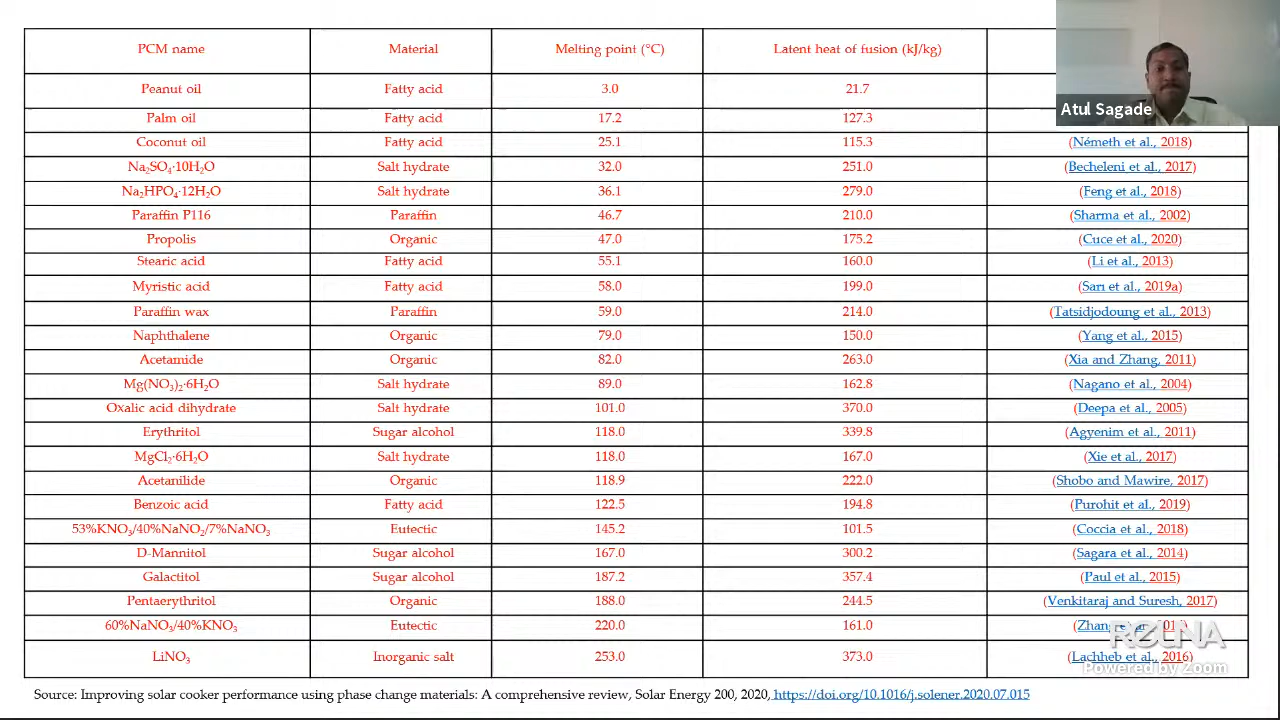 PCM name Material Melting point (°C) Latent heat of fusion (kJ/kg)
Peanut oil Fatty acid 3.0 21.7
Atul Sagade
Palm oil Fatty acid 17.2 127.3
Coconut oil Fatty acid 25.1 115.3 (Németh et al., 2018)
Na₂SO₄·10H₂O Salt hydrate 32.0 251.0 (Becheleni et al., 2017)
Na₂HPO₄·12H₂O Salt hydrate 36.1 279.0 (Feng et al., 2018)
Paraffin P116 Paraffin 46.7 210.0 (Sharma et al., 2002)
Propolis Organic 47.0 175.2 (Cuce et al., 2020)
Stearic acid Fatty acid 55.1 160.0 (Li et al., 2013)
Myristic acid Fatty acid 58.0 199.0 (Sarı et al., 2019a)
Paraffin wax Paraffin 59.0 214.0 (Tatsidjodoung et al., 2013)
Naphthalene Organic 79.0 150.0 (Yang et al., 2015)
Acetamide Organic 82.0 263.0 (Xia and Zhang, 2011)
Mg(NO₃)₂·6H₂O Salt hydrate 89.0 162.8 (Nagano et al., 2004)
Oxalic acid dihydrate Salt hydrate 101.0 370.0 (Deepa et al., 2005)
Erythritol Sugar alcohol 118.0 339.8 (Agyenim et al., 2011)
MgCl₂·6H₂O Salt hydrate 118.0 167.0 (Xie et al., 2017)
Acetanilide Organic 118.9 222.0 (Shobo and Mawire, 2017)
Benzoic acid Fatty acid 122.5 194.8 (Purohit et al., 2019)
53%KNO₃/40%NaNO₂/7%NaNO₃ Eutectic 145.2 101.5 (Coccia et al., 2018)
D-Mannitol Sugar alcohol 167.0 300.2 (Sagara et al., 2014)
Galactitol Sugar alcohol 187.2 357.4 (Paul et al., 2015)
Pentaerythritol Organic 188.0 244.5 (Venkitaraj and Suresh, 2017)
60%NaNO₃/40%KNO₃ Eutectic 220.0 161.0
LiNO₃ Inorganic salt 253.0 373.0 (Lachheb et al., 2016)
Powered by Zoom
Source: Improving solar cooker performance using phase change materials: A comprehensive review, Solar Energy 200, 2020, https://doi.org/10.1016/j.solener.2020.07.015